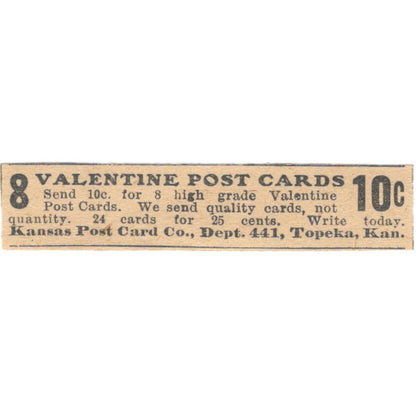 8 VALENTINE POST CARDS 10c
Send 10c. for 8 high grade Valentine
Post Cards. We send quality cards, not
quantity. 24 cards for 25 cents. Write today.
Kansas Post Card Co., Dept. 441, Topeka, Kan.